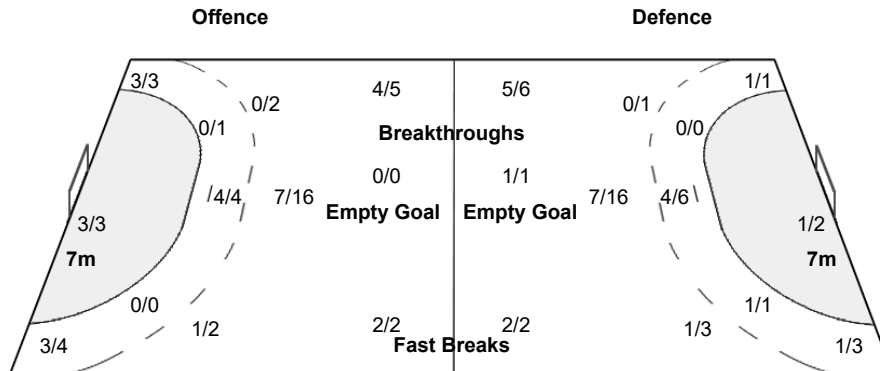 Offence Defence
3/3 4/5 5/6 1/1
0/2 0/1
0/1 Breakthroughs 0/0
0/0 1/1
4/4 7/16 7/16 4/6
Empty Goal Empty Goal
3/3 1/2
7m 7m
0/0 1/1
1/2 2/2 2/2 1/3
3/4 Fast Breaks 1/3